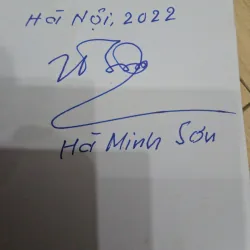 Hà Nội, 2022
Hà Minh Sơn